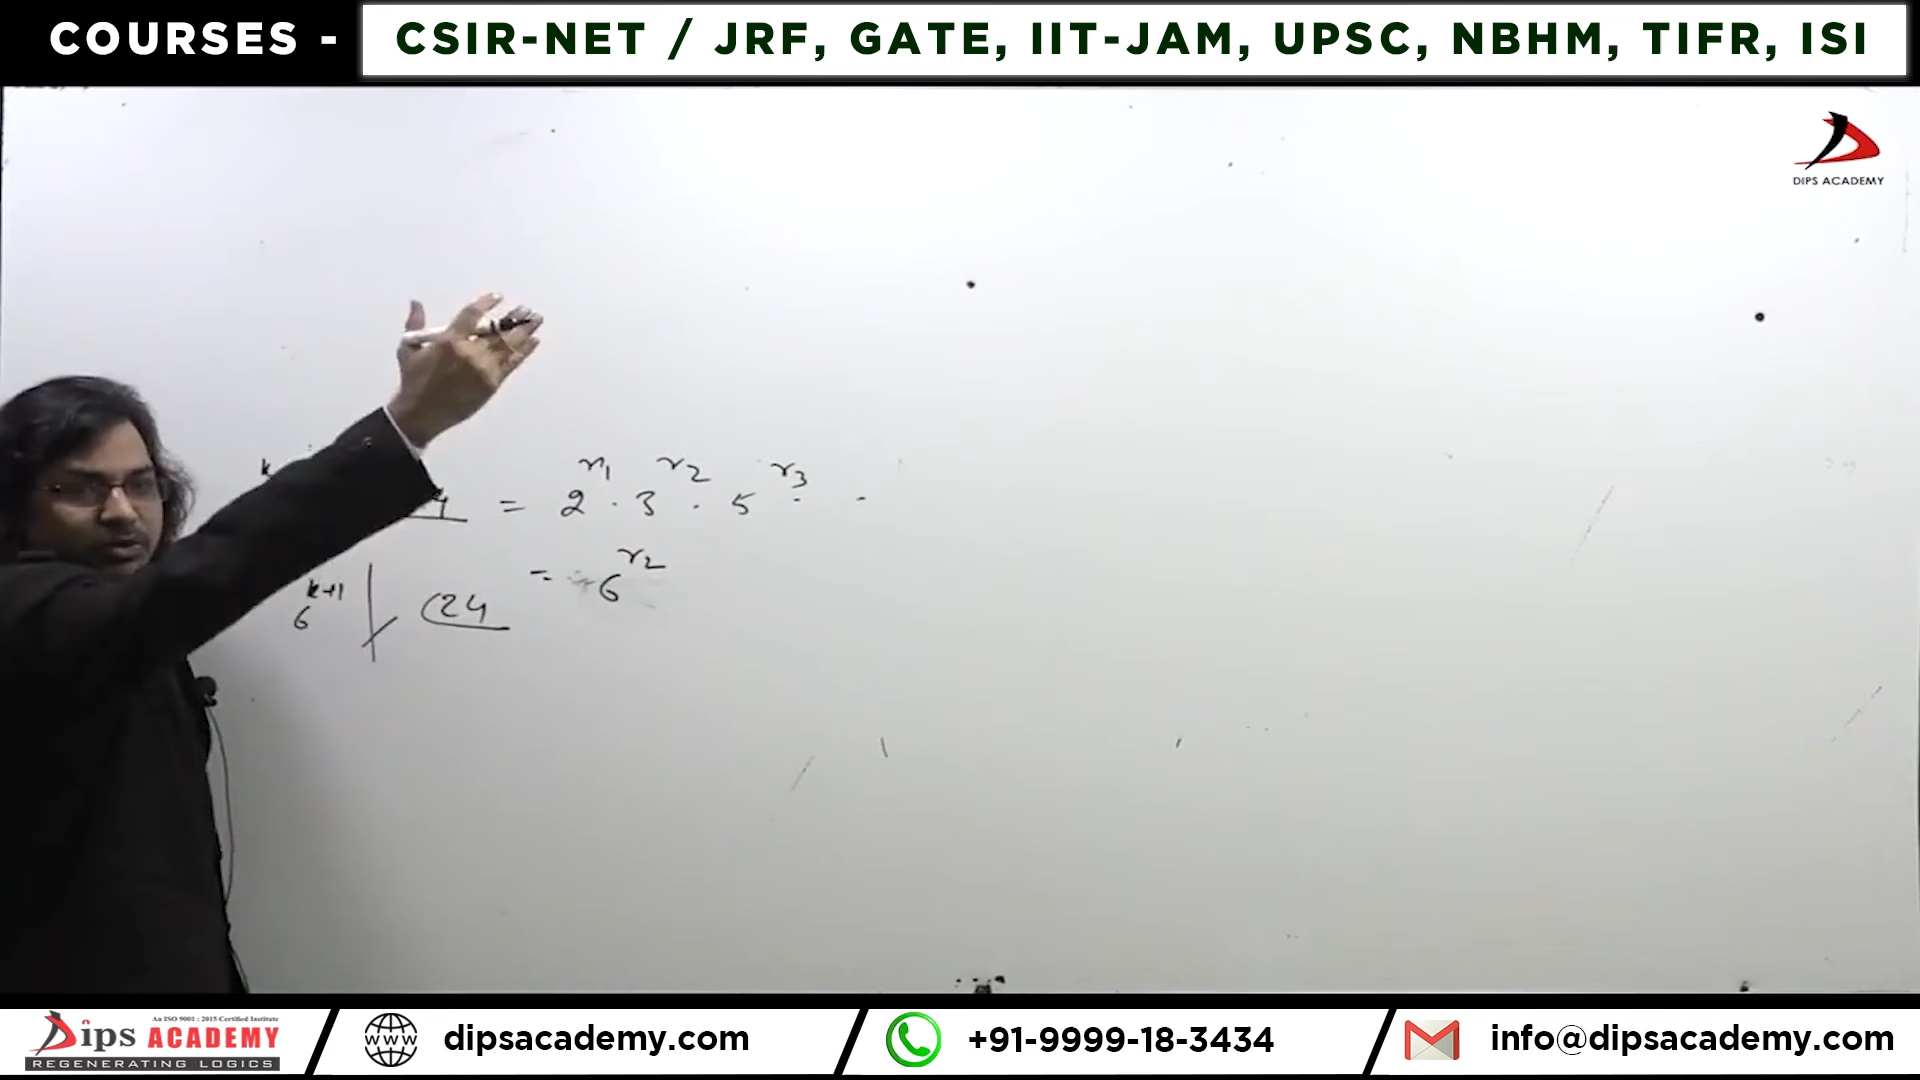 COURSES - CSIR-NET / JRF, GATE, IIT-JAM, UPSC, NBHM, TIFR, ISI
DIPS ACADEMY
k
4 = 2^r1 · 3^r2 · 5^r3 · ·
= 6^r2
6^k+1 ∤ 24
An ISO 9001 : 2015 Certified Institute
Dips ACADEMY
REGENERATING LOGICS
www
dipsacademy.com
+91-9999-18-3434
info@dipsacademy.com